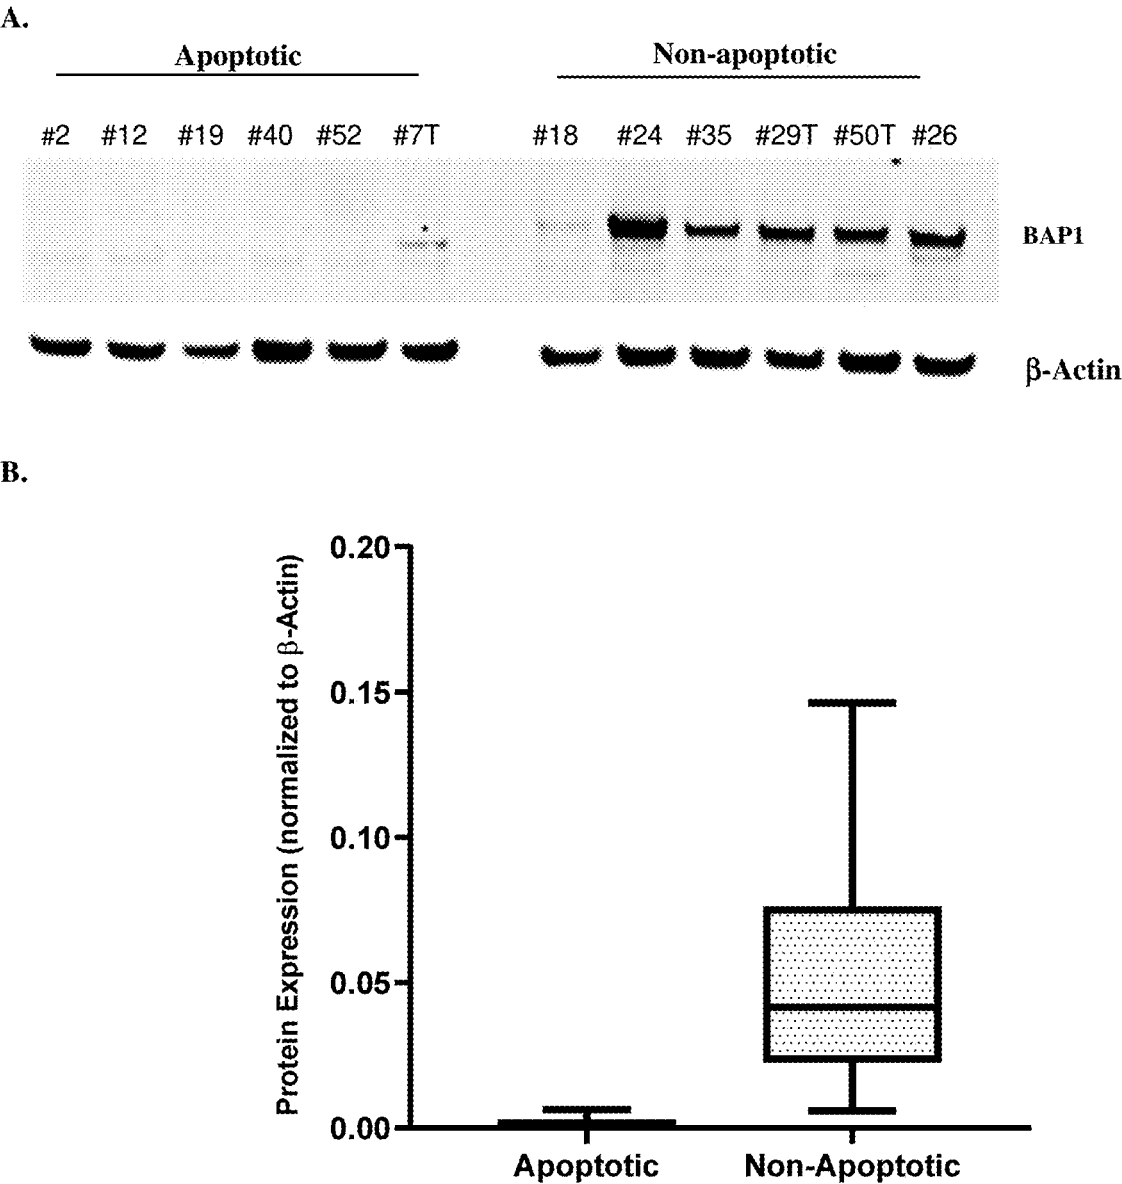 A.
Apoptotic Non-apoptotic
#2 #12 #19 #40 #52 #7T #18 #24 #35 #29T #50T #26
BAP1
β-Actin
B.
Protein Expression (normalized to β-Actin)
0.20
0.15
0.10
0.05
0.00
Apoptotic Non-Apoptotic